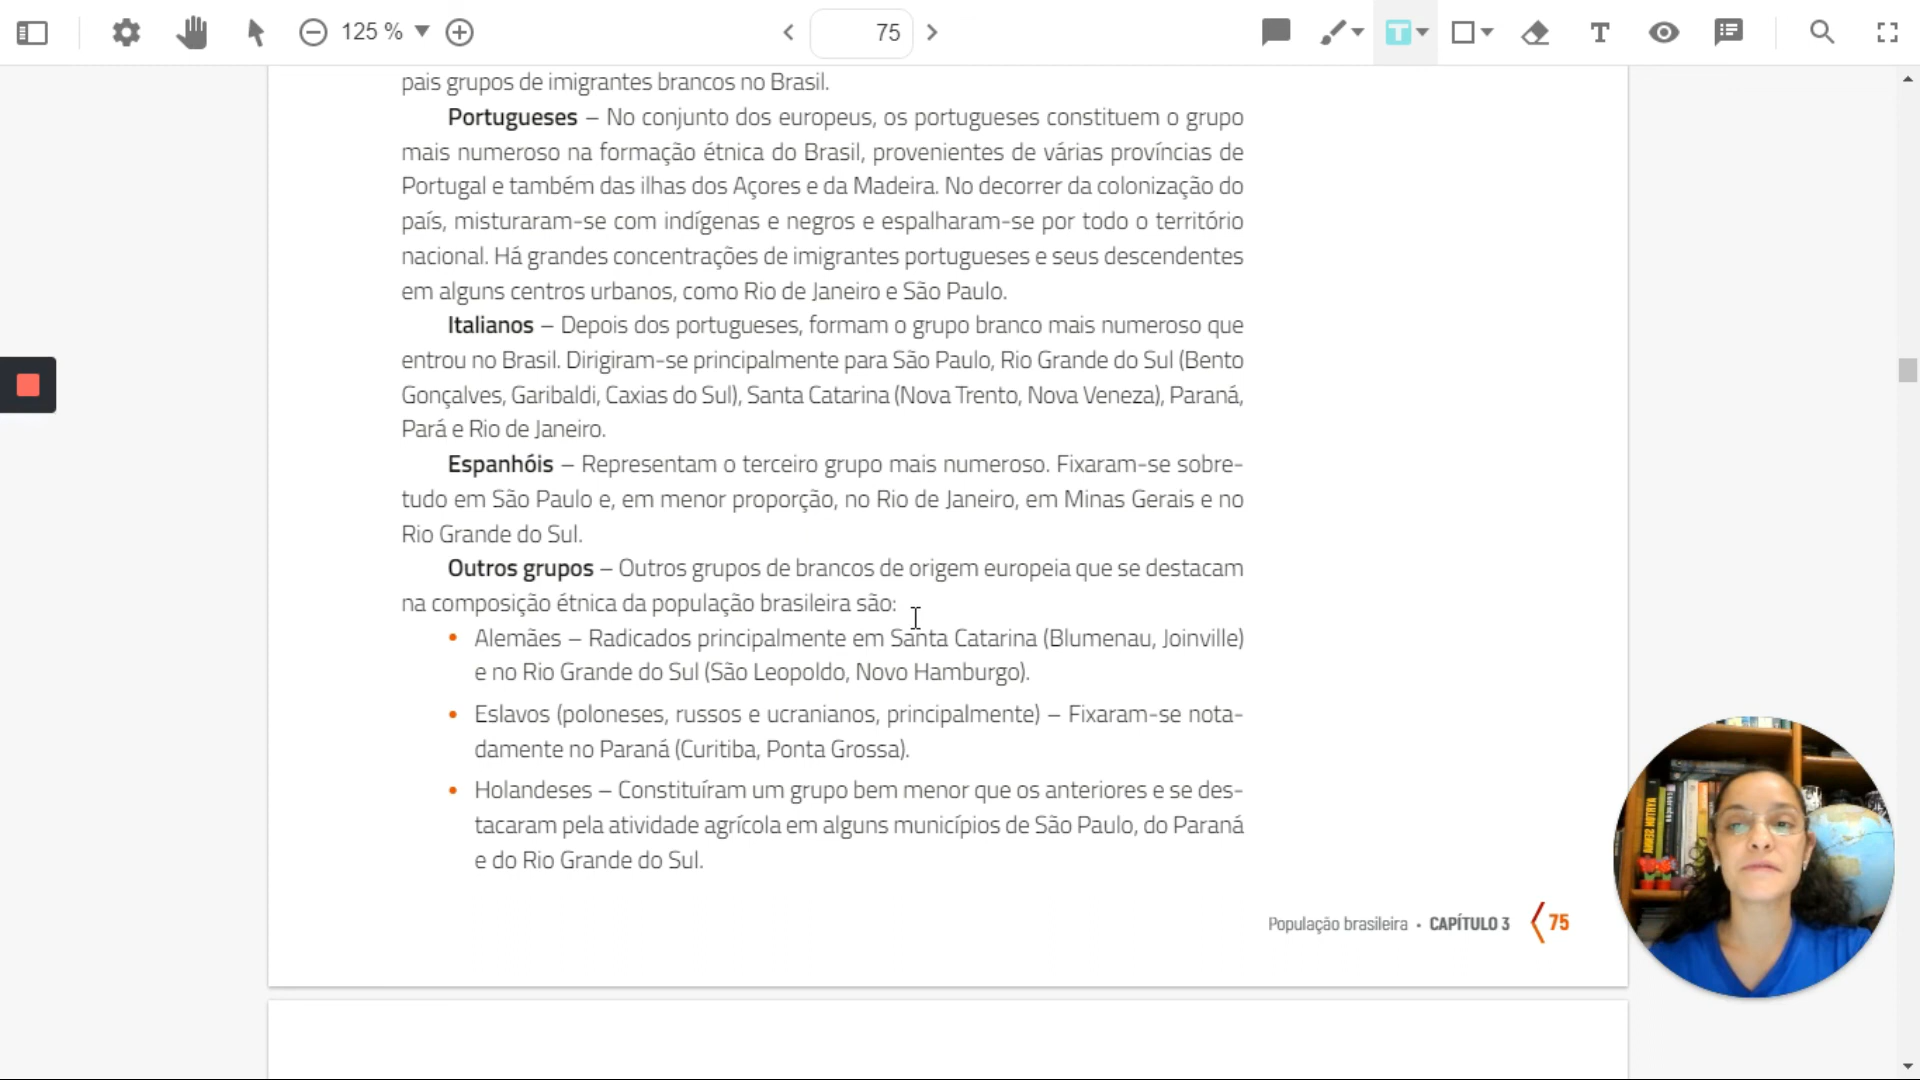 125 %
75
pais grupos de imigrantes brancos no Brasil.
Portugueses – No conjunto dos europeus, os portugueses constituem o grupo
mais numeroso na formação étnica do Brasil, provenientes de várias províncias de
Portugal e também das ilhas dos Açores e da Madeira. No decorrer da colonização do
país, misturaram-se com indígenas e negros e espalharam-se por todo o território
nacional. Há grandes concentrações de imigrantes portugueses e seus descendentes
em alguns centros urbanos, como Rio de Janeiro e São Paulo.
Italianos – Depois dos portugueses, formam o grupo branco mais numeroso que
entrou no Brasil. Dirigiram-se principalmente para São Paulo, Rio Grande do Sul (Bento
Gonçalves, Garibaldi, Caxias do Sul), Santa Catarina (Nova Trento, Nova Veneza), Paraná,
Pará e Rio de Janeiro.
Espanhóis – Representam o terceiro grupo mais numeroso. Fixaram-se sobre-
tudo em São Paulo e, em menor proporção, no Rio de Janeiro, em Minas Gerais e no
Rio Grande do Sul.
Outros grupos – Outros grupos de brancos de origem europeia que se destacam
na composição étnica da população brasileira são:
• Alemães – Radicados principalmente em Santa Catarina (Blumenau, Joinville)
e no Rio Grande do Sul (São Leopoldo, Novo Hamburgo).
• Eslavos (poloneses, russos e ucranianos, principalmente) – Fixaram-se nota-
damente no Paraná (Curitiba, Ponta Grossa).
• Holandeses – Constituíram um grupo bem menor que os anteriores e se des-
tacaram pela atividade agrícola em alguns municípios de São Paulo, do Paraná
e do Rio Grande do Sul.
População brasileira • CAPÍTULO 3 75